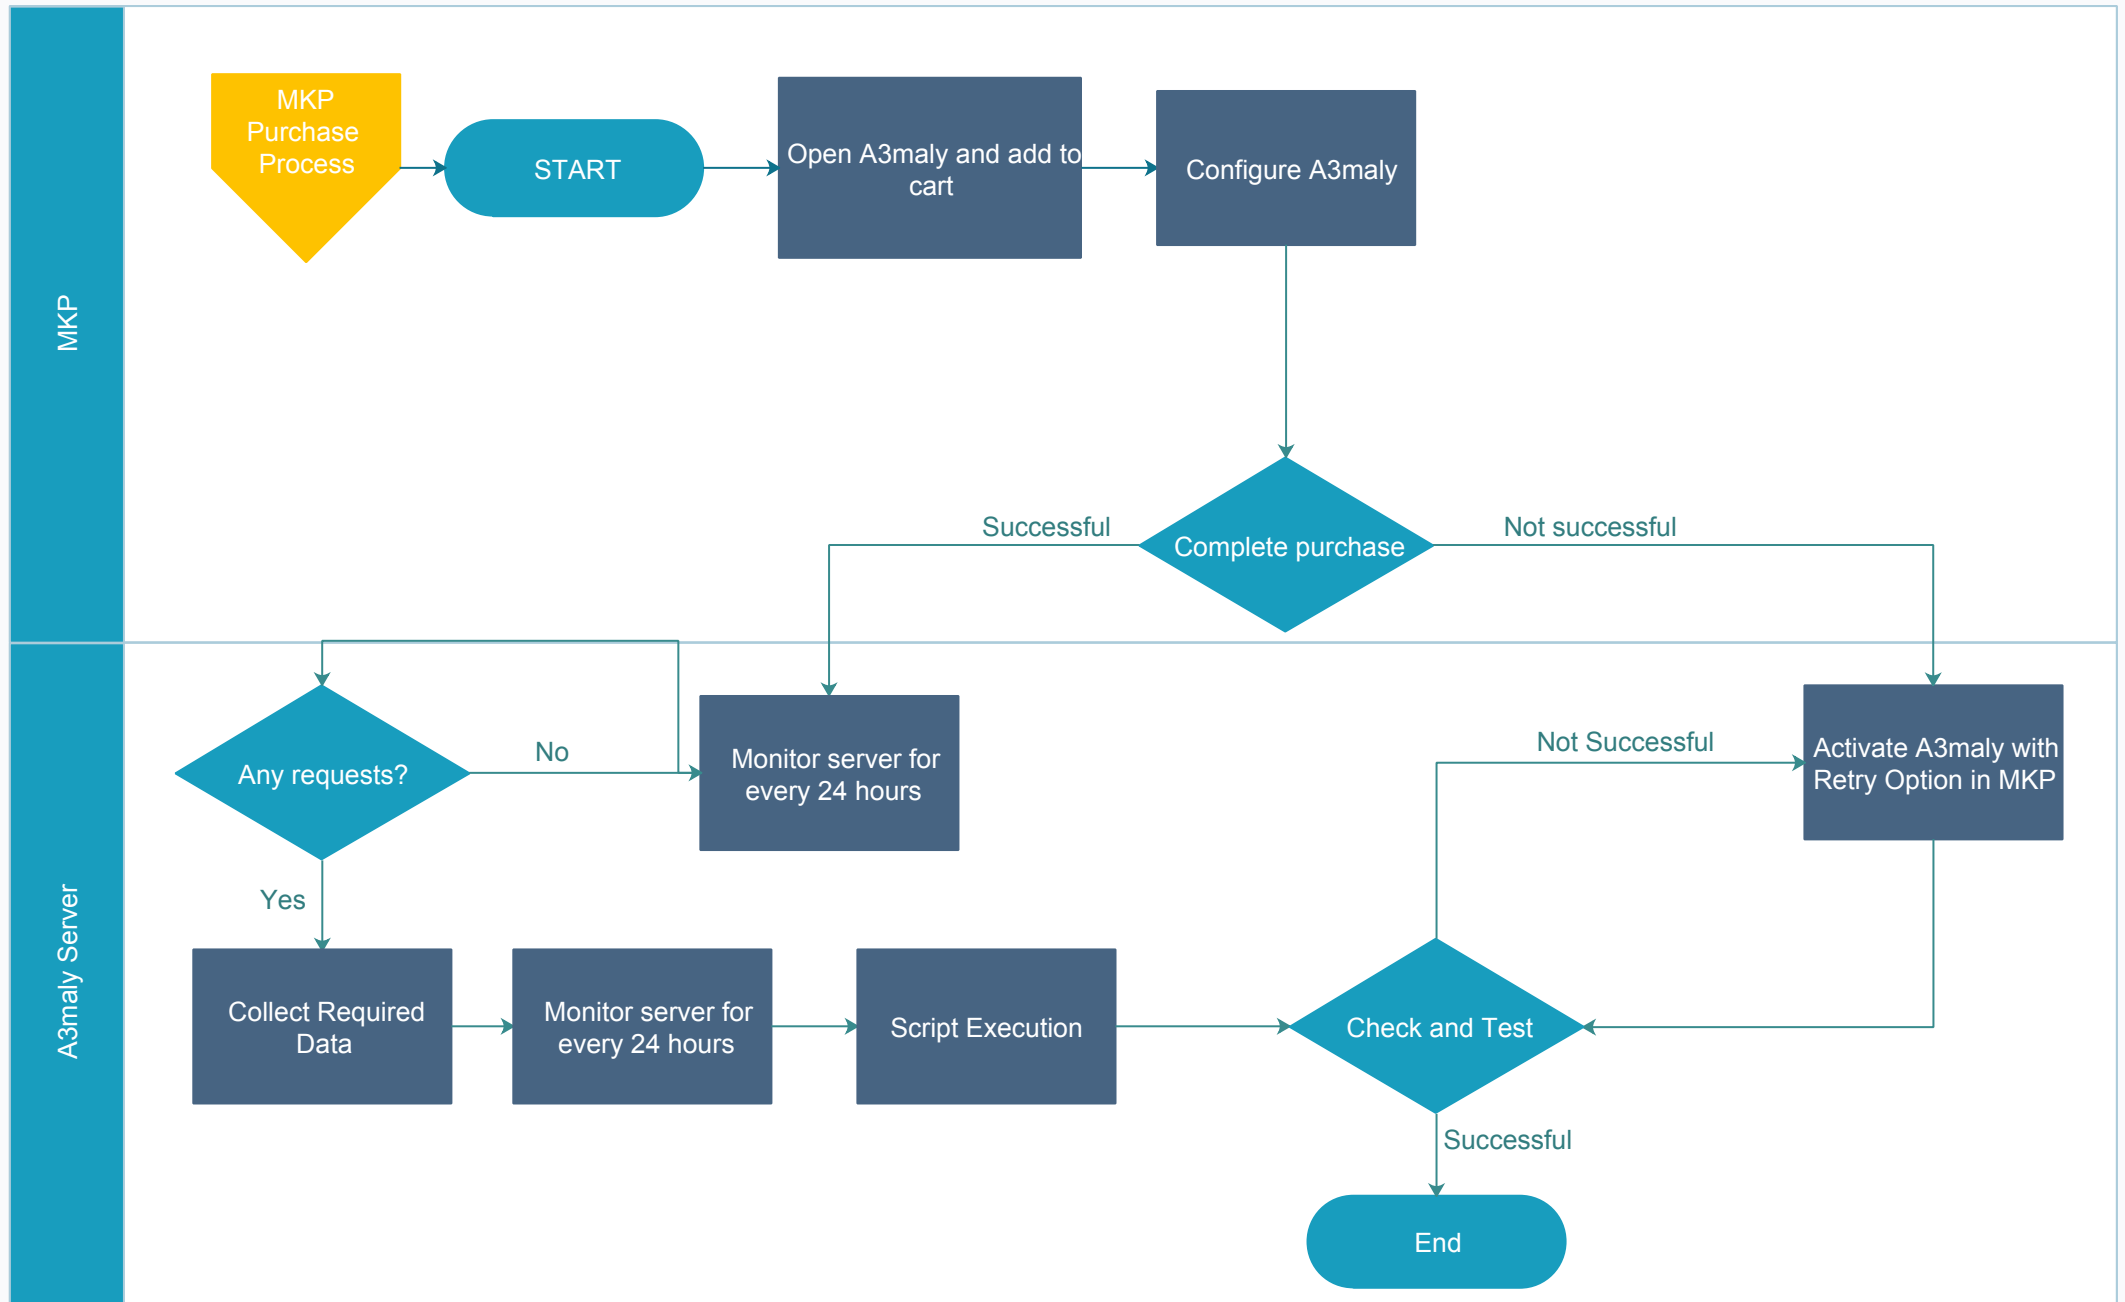 MKP
MKP
Purchase
Process
START
Open A3maly and add to
cart
Configure A3maly
Successful
Complete purchase
Not successful
A3maly Server
Any requests?
No
Monitor server for
every 24 hours
Not Successful
Activate A3maly with
Retry Option in MKP
Yes
Collect Required
Data
Monitor server for
every 24 hours
Script Execution
Check and Test
Successful
End